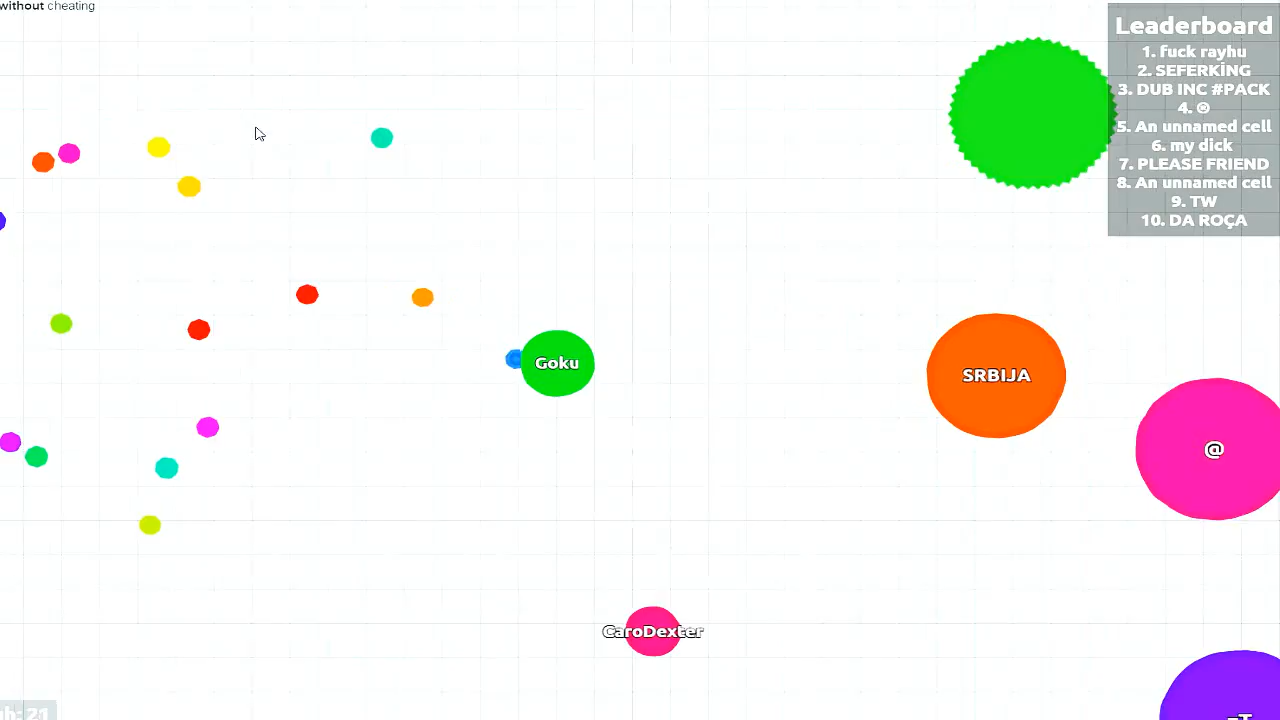 without cheating
Leaderboard
1. fuck rayhu
2. SEFERKİNG
3. DUB INC #PACK
4. ☺
5. An unnamed cell
6. my dick
7. PLEASE FRIEND
8. An unnamed cell
9. TW
10. DA ROÇA
Goku
SRBIJA
@
CaroDexter
21